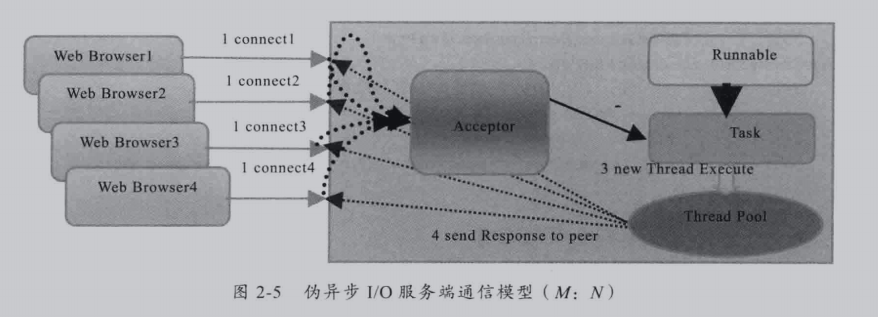 Web Browser1
Web Browser2
Web Browser3
Web Browser4
1 connect1
1 connect2
1 connect3
1 connect4
Acceptor
Runnable
Task
3 new Thread Execute
Thread Pool
4 send Response to peer
图 2-5 伪异步 I/O 服务端通信模型（M：N）